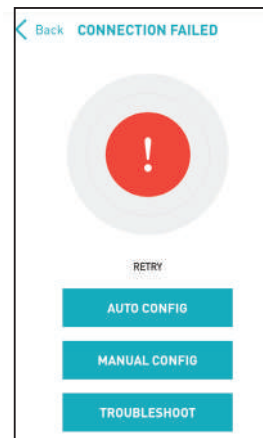 Back CONNECTION FAILED
!
RETRY
AUTO CONFIG
MANUAL CONFIG
TROUBLESHOOT